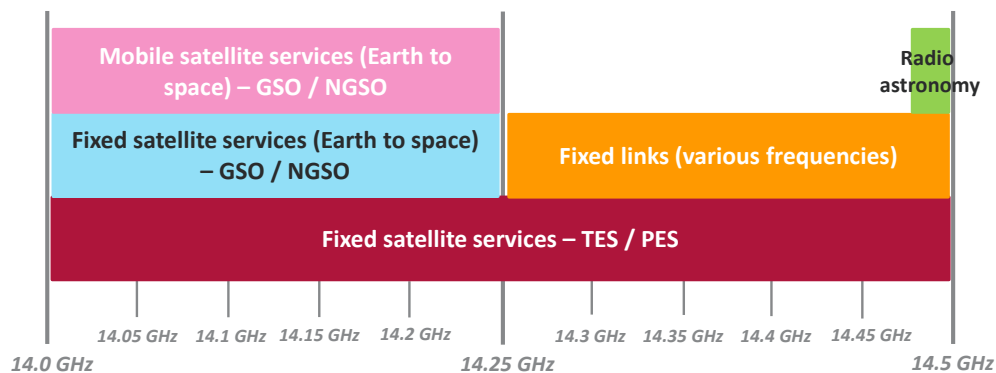 Mobile satellite services (Earth to
space) – GSO / NGSO
Radio
astronomy
Fixed satellite services (Earth to space)
– GSO / NGSO
Fixed links (various frequencies)
Fixed satellite services – TES / PES
14.05 GHz
14.1 GHz
14.15 GHz
14.2 GHz
14.3 GHz
14.35 GHz
14.4 GHz
14.45 GHz
14.0 GHz
14.25 GHz
14.5 GHz